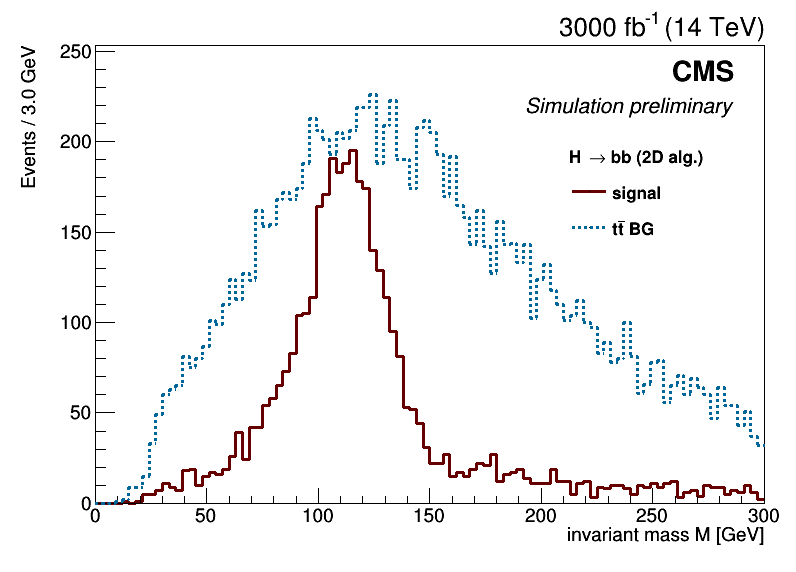 3000 fb-1 (14 TeV)
Events / 3.0 GeV
CMS
Simulation preliminary
H → bb (2D alg.)
signal
tt̄ BG
250
200
150
100
50
0
0 50 100 150 200 250 300
invariant mass M [GeV]